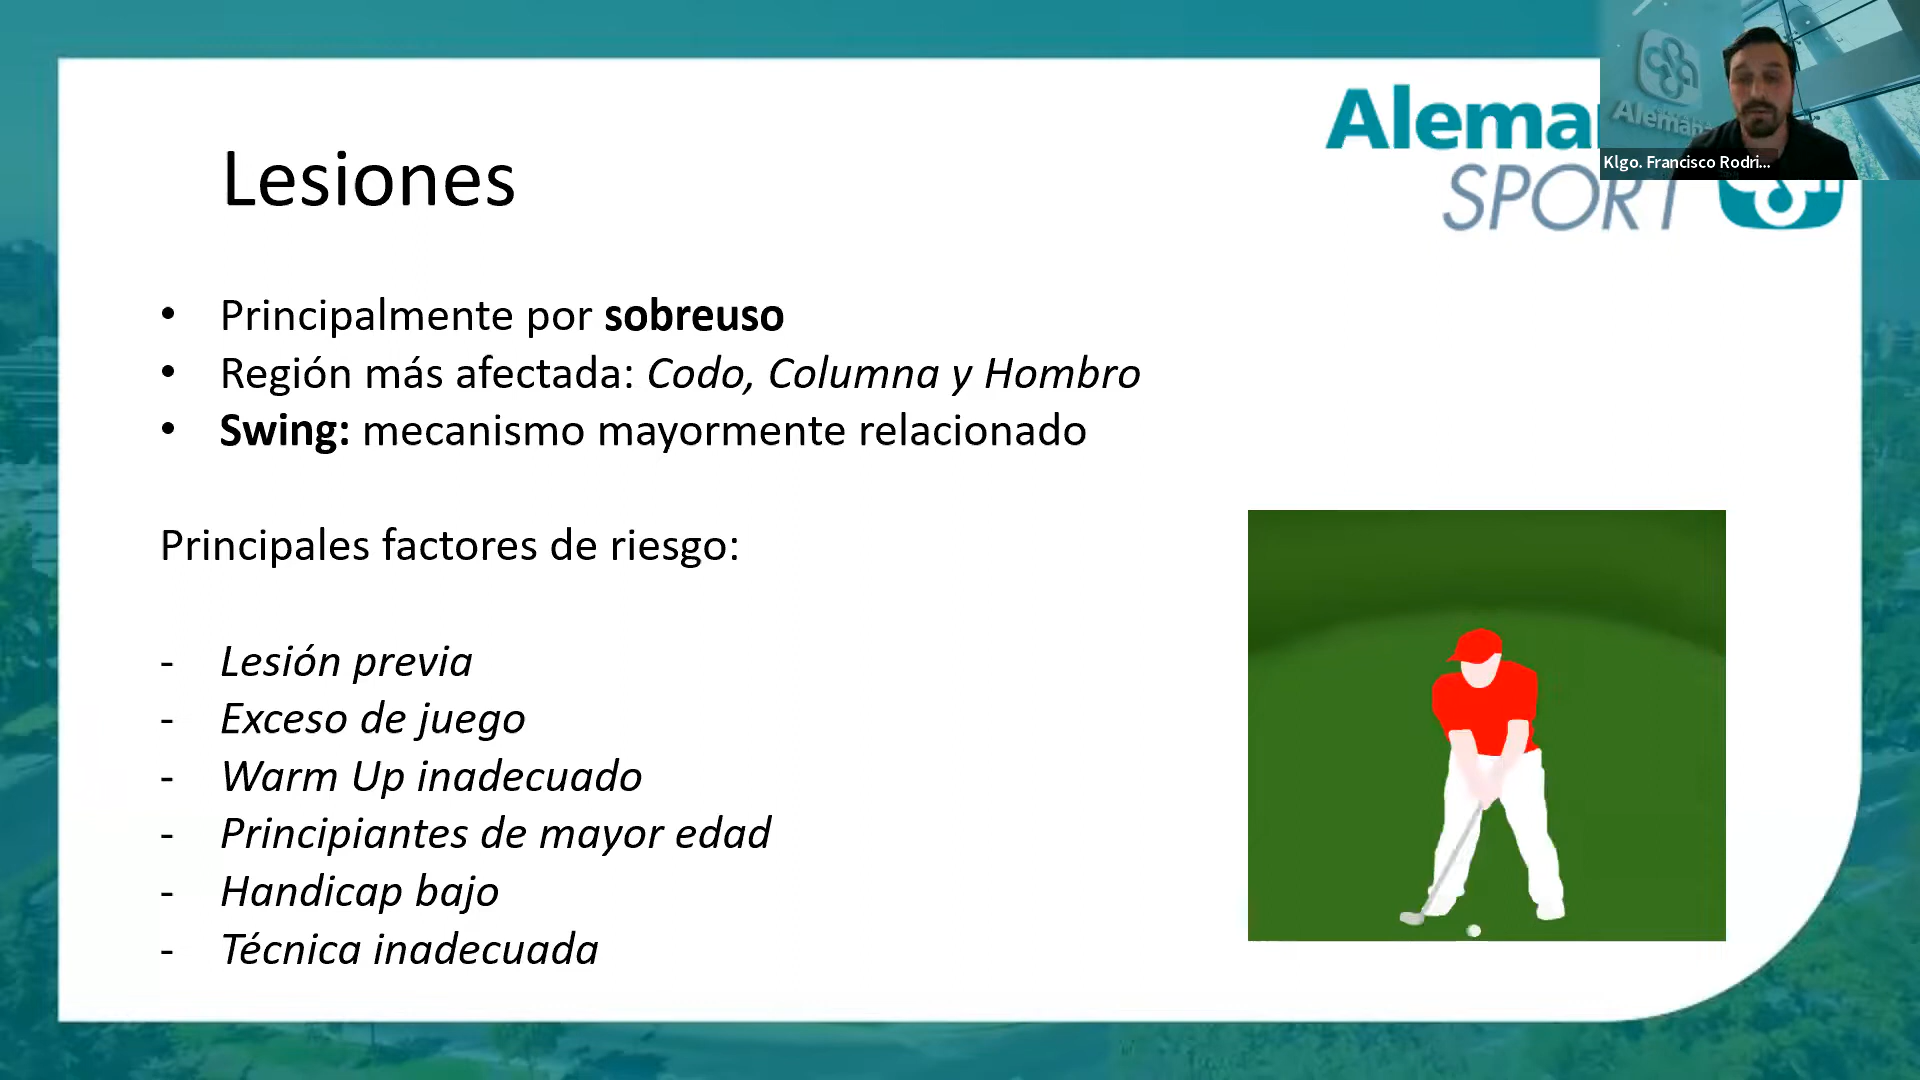 Alema
SPORT
Alemana
Klgo. Francisco Rodri...
Lesiones
• Principalmente por sobreuso
• Región más afectada: Codo, Columna y Hombro
• Swing: mecanismo mayormente relacionado
Principales factores de riesgo:
- Lesión previa
- Exceso de juego
- Warm Up inadecuado
- Principiantes de mayor edad
- Handicap bajo
- Técnica inadecuada